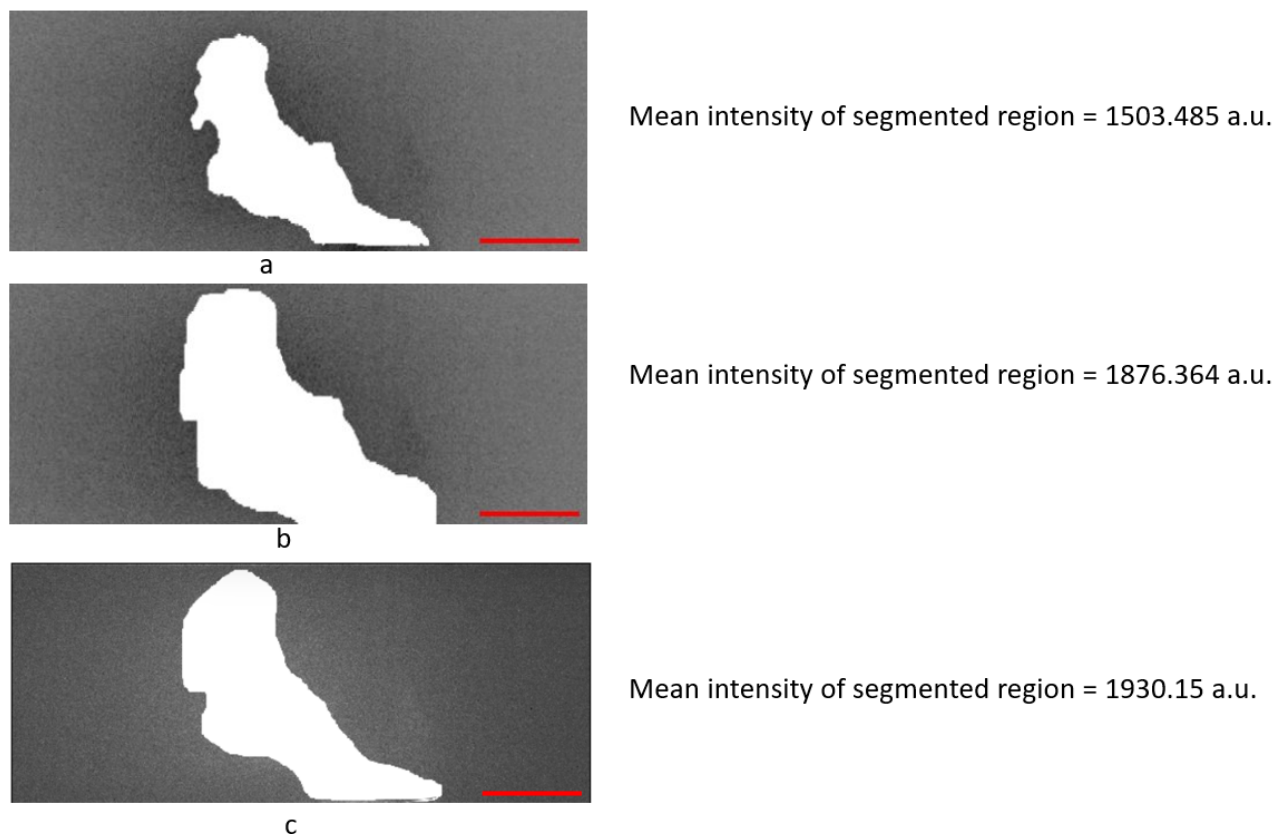 Mean intensity of segmented region = 1503.485 a.u.
a
Mean intensity of segmented region = 1876.364 a.u.
b
Mean intensity of segmented region = 1930.15 a.u.
c